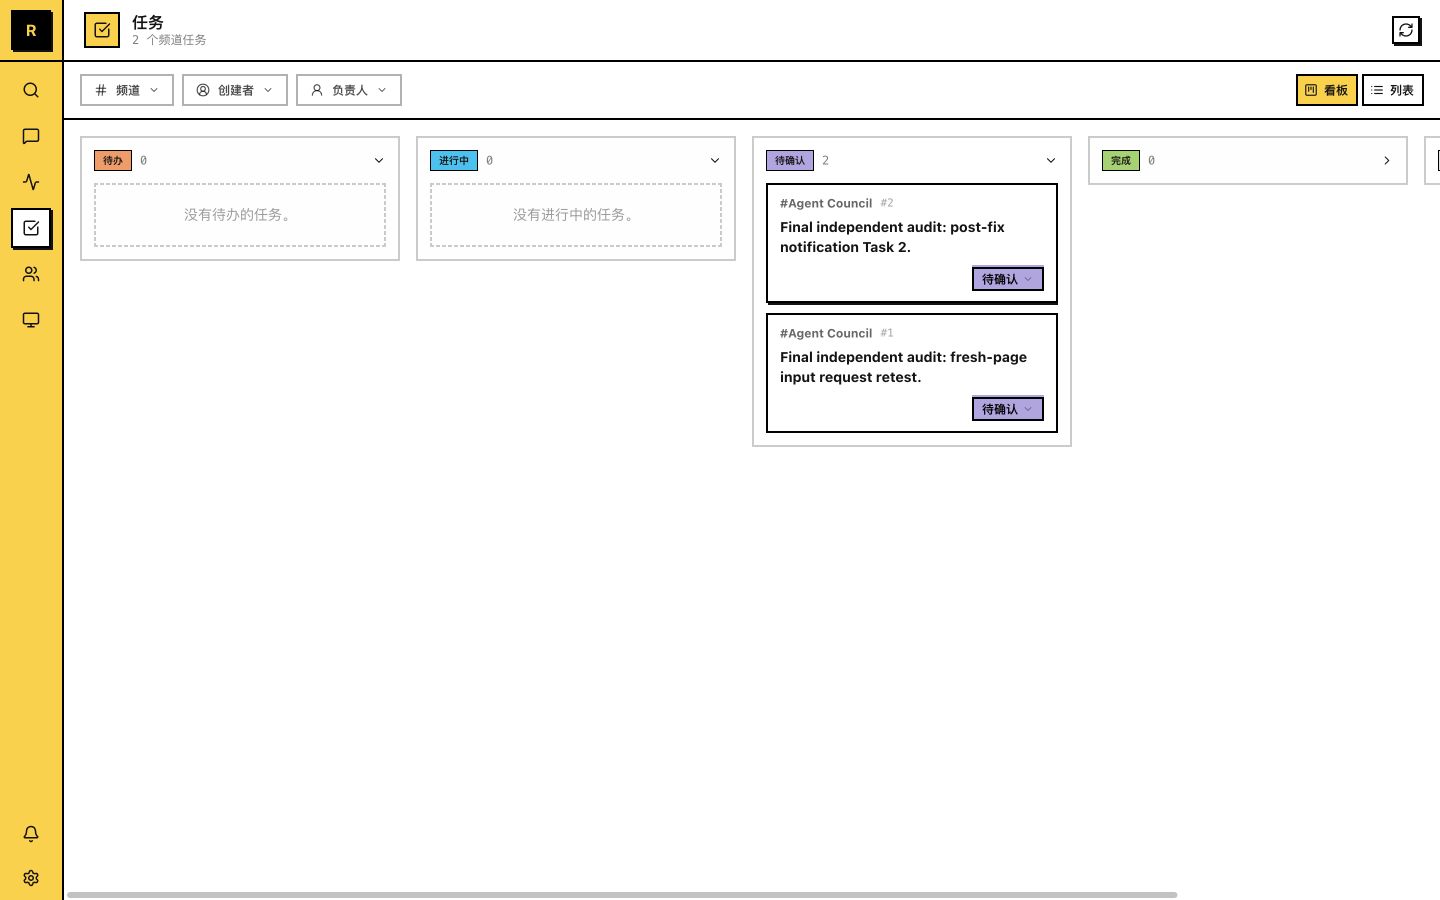 R
任务
2 个频道任务
频道
创建者
负责人
看板
列表
待办 0
没有待办的任务。
进行中 0
没有进行中的任务。
待确认 2
#Agent Council #2
Final independent audit: post-fix
notification Task 2.
待确认
#Agent Council #1
Final independent audit: fresh-page
input request retest.
待确认
完成 0